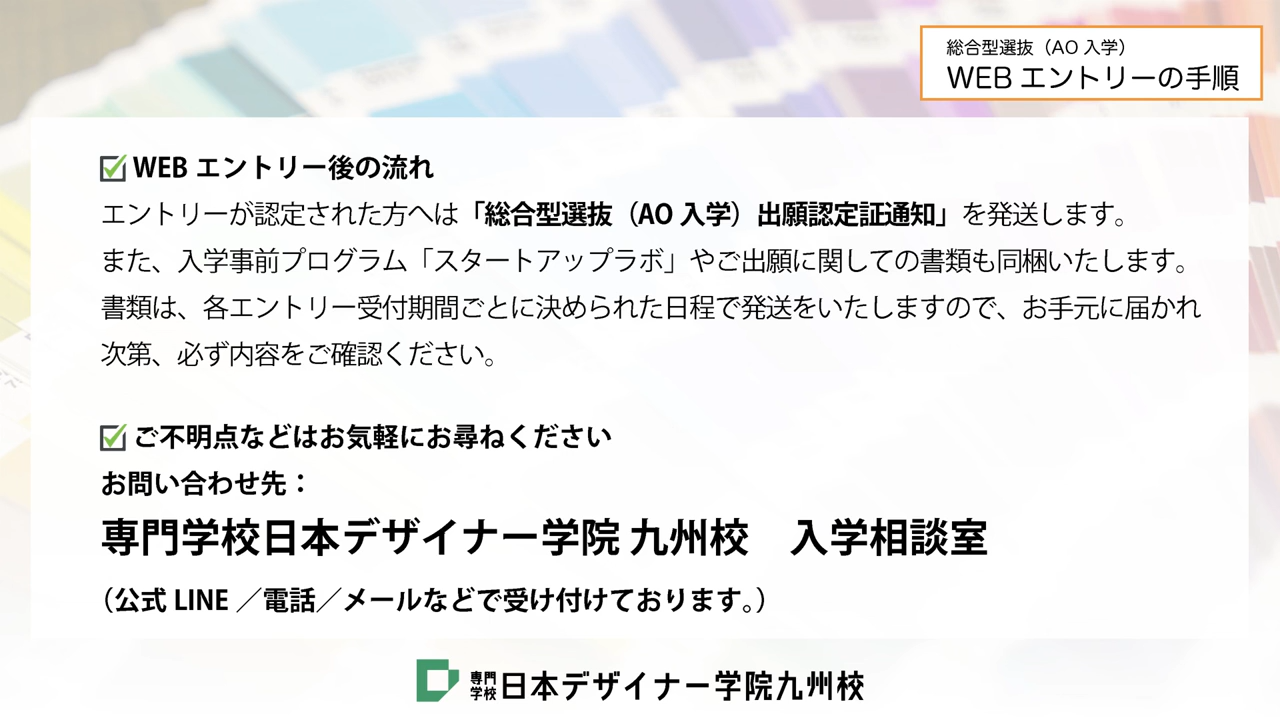 総合型選抜（AO 入学）
WEB エントリーの手順
WEB エントリー後の流れ
エントリーが認定された方へは「総合型選抜（AO 入学）出願認定証通知」を発送します。
また、入学事前プログラム「スタートアップラボ」やご出願に関しての書類も同梱いたします。
書類は、各エントリー受付期間ごとに決められた日程で発送をいたしますので、お手元に届かれ
次第、必ず内容をご確認ください。
ご不明点などはお気軽にお尋ねください
お問い合わせ先：
専門学校日本デザイナー学院 九州校　入学相談室
（公式 LINE ／電話／メールなどで受け付けております。）
専門学校日本デザイナー学院九州校